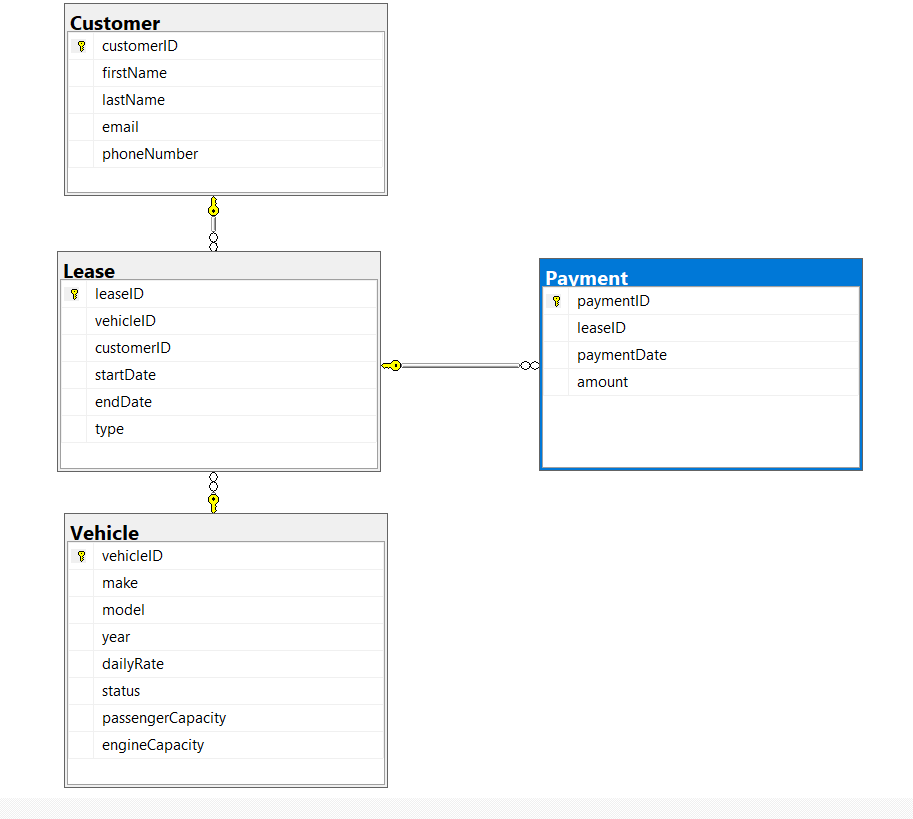 Customer
customerID
firstName
lastName
email
phoneNumber
Lease
leaseID
vehicleID
customerID
startDate
endDate
type
Payment
paymentID
leaseID
paymentDate
amount
Vehicle
vehicleID
make
model
year
dailyRate
status
passengerCapacity
engineCapacity